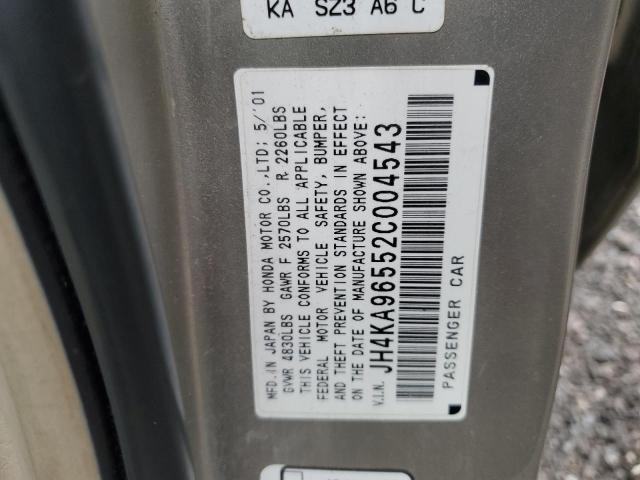 KA SZ3 A6 C
MFD. IN JAPAN BY HONDA MOTOR CO.,LTD; 5/'01
GVWR 4830LBS GAWR F 2570LBS R 2260LBS
THIS VEHICLE CONFORMS TO ALL APPLICABLE
FEDERAL MOTOR VEHICLE SAFETY, BUMPER,
AND THEFT PREVENTION STANDARDS IN EFFECT
ON THE DATE OF MANUFACTURE SHOWN ABOVE:
V.I.N. JH4KA96552C004543
PASSENGER CAR